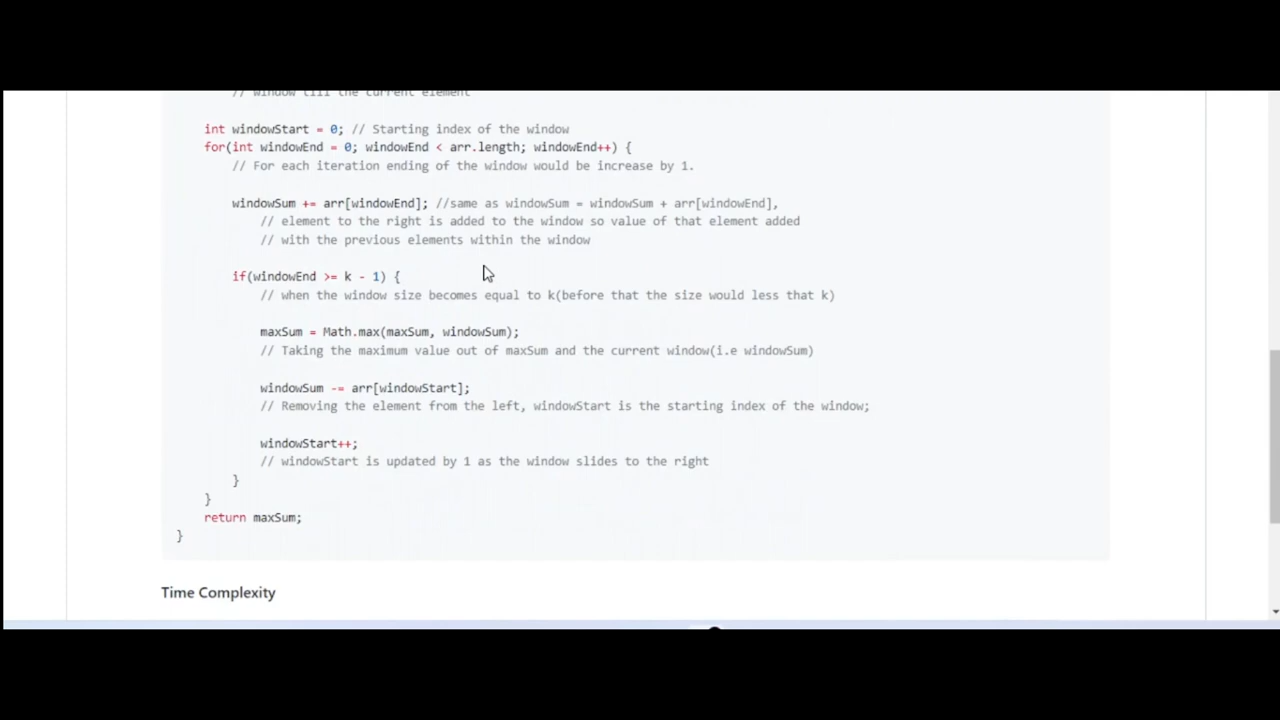 // window till the current element
int windowStart = 0; // Starting index of the window
for(int windowEnd = 0; windowEnd < arr.length; windowEnd++) {
// For each iteration ending of the window would be increase by 1.
windowSum += arr[windowEnd]; //same as windowSum = windowSum + arr[windowEnd],
// element to the right is added to the window so value of that element added
// with the previous elements within the window
if(windowEnd >= k - 1) {
// when the window size becomes equal to k(before that the size would less that k)
maxSum = Math.max(maxSum, windowSum);
// Taking the maximum value out of maxSum and the current window(i.e windowSum)
windowSum -= arr[windowStart];
// Removing the element from the left, windowStart is the starting index of the window;
windowStart++;
// windowStart is updated by 1 as the window slides to the right
}
}
return maxSum;
}
Time Complexity